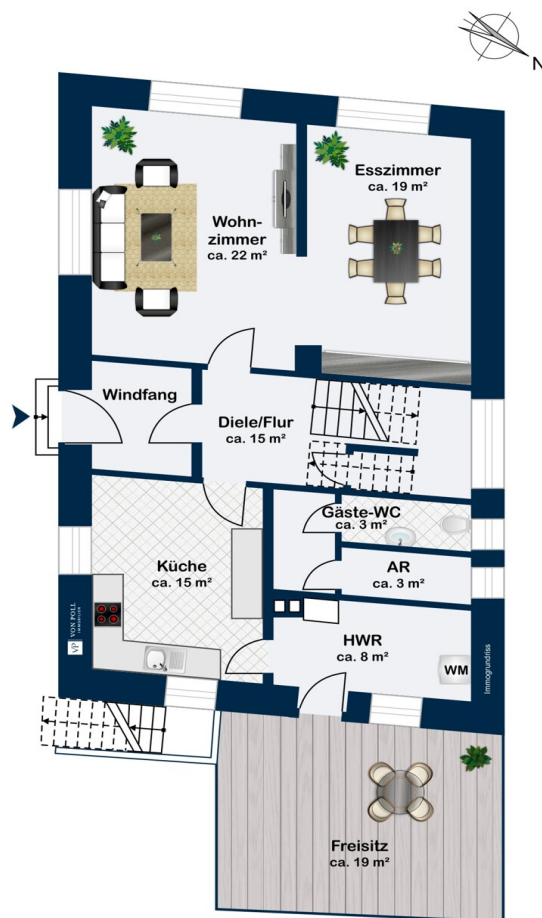 N
Esszimmer
ca. 19 m²
Wohn-
zimmer
ca. 22 m²
Windfang
Diele/Flur
ca. 15 m²
Gäste-WC
ca. 3 m²
Küche
ca. 15 m²
AR
ca. 3 m²
HWR
ca. 8 m²
WM
VP VON POLL
IMMOBILIEN
Immogrundriss
Freisitz
ca. 19 m²